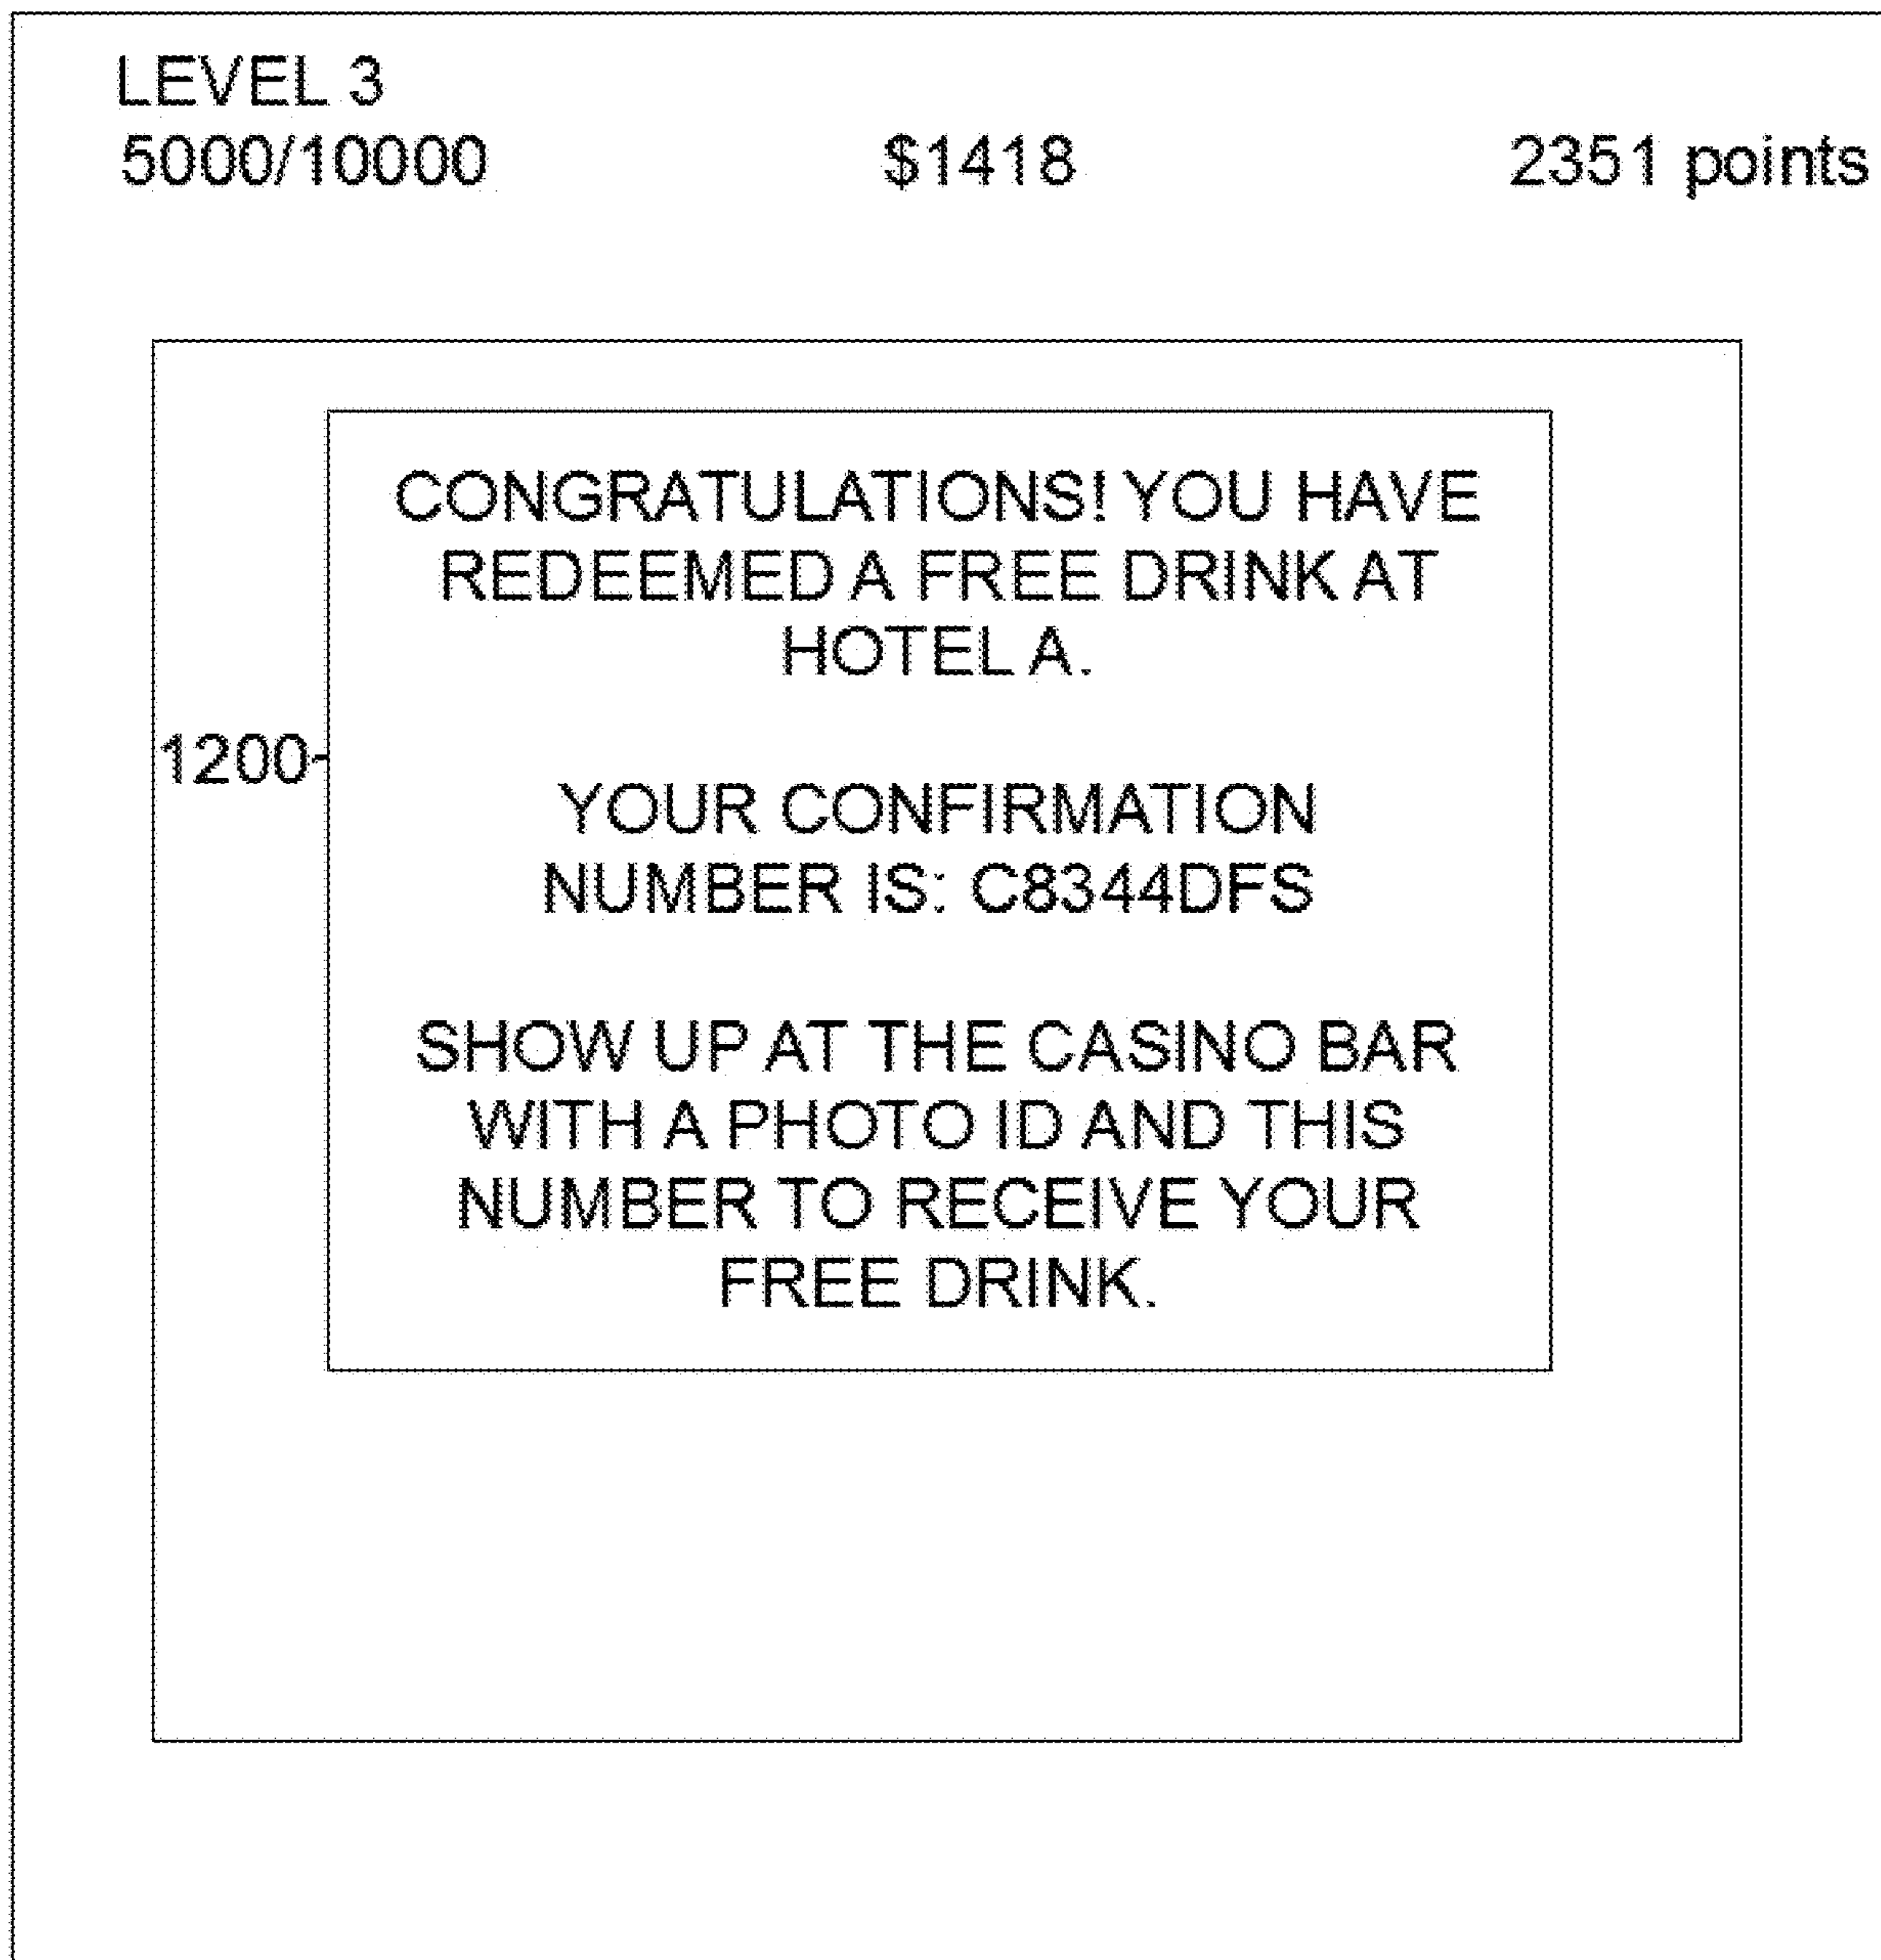 LEVEL 3
5000/10000 $1418 2351 points
CONGRATULATIONS! YOU HAVE
REDEEMED A FREE DRINK AT
HOTEL A.
1200
YOUR CONFIRMATION
NUMBER IS: C8344DFS
SHOW UP AT THE CASINO BAR
WITH A PHOTO ID AND THIS
NUMBER TO RECEIVE YOUR
FREE DRINK.